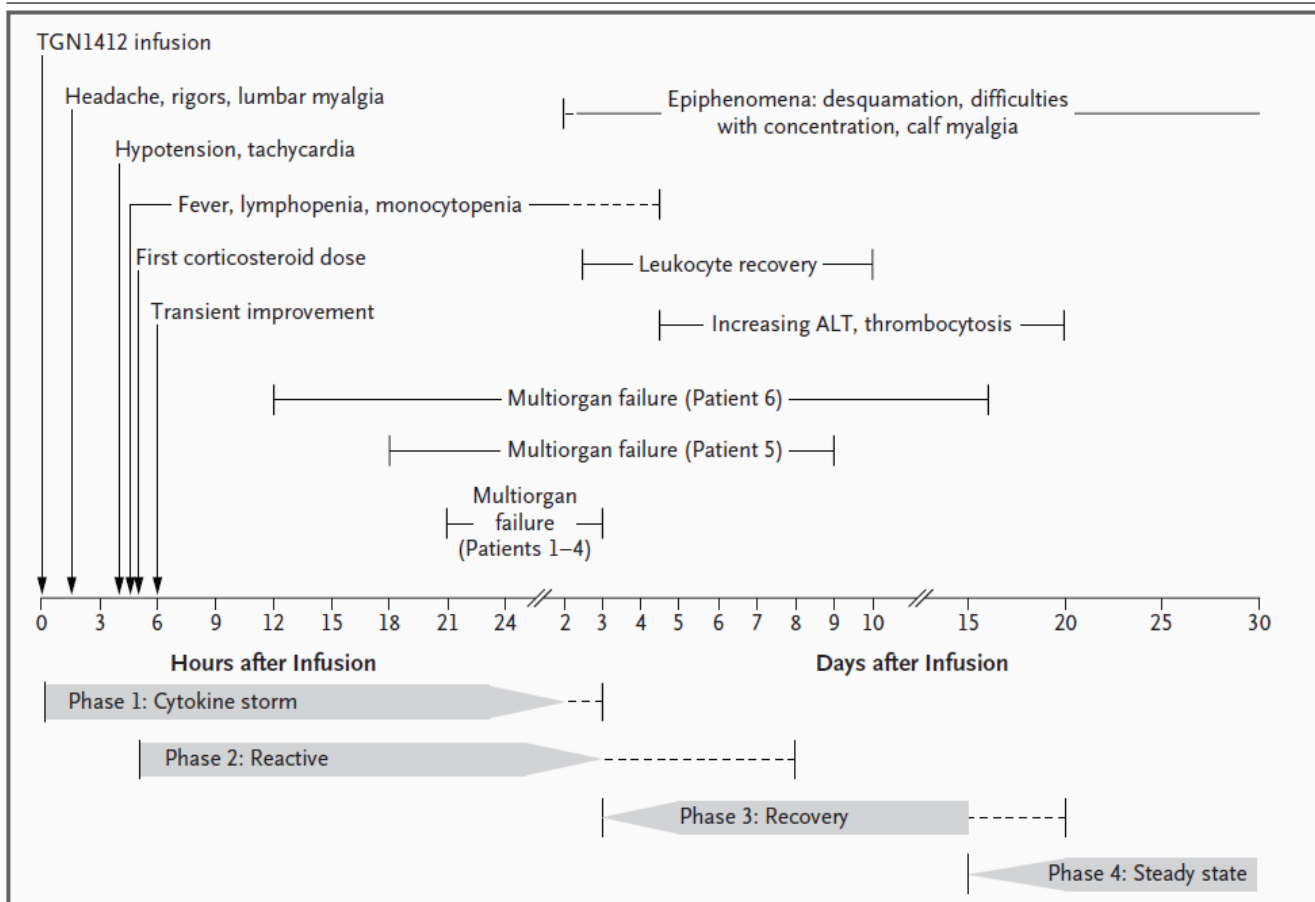 TGN1412 infusion
Headache, rigors, lumbar myalgia
Epiphenomena: desquamation, difficulties
with concentration, calf myalgia
Hypotension, tachycardia
Fever, lymphopenia, monocytopenia
First corticosteroid dose
Leukocyte recovery
Transient improvement
Increasing ALT, thrombocytosis
Multiorgan failure (Patient 6)
Multiorgan failure (Patient 5)
Multiorgan
failure
(Patients 1–4)
0 3 6 9 12 15 18 21 24 2 3 4 5 6 7 8 9 10 15 20 25 30
Hours after Infusion
Days after Infusion
Phase 1: Cytokine storm
Phase 2: Reactive
Phase 3: Recovery
Phase 4: Steady state